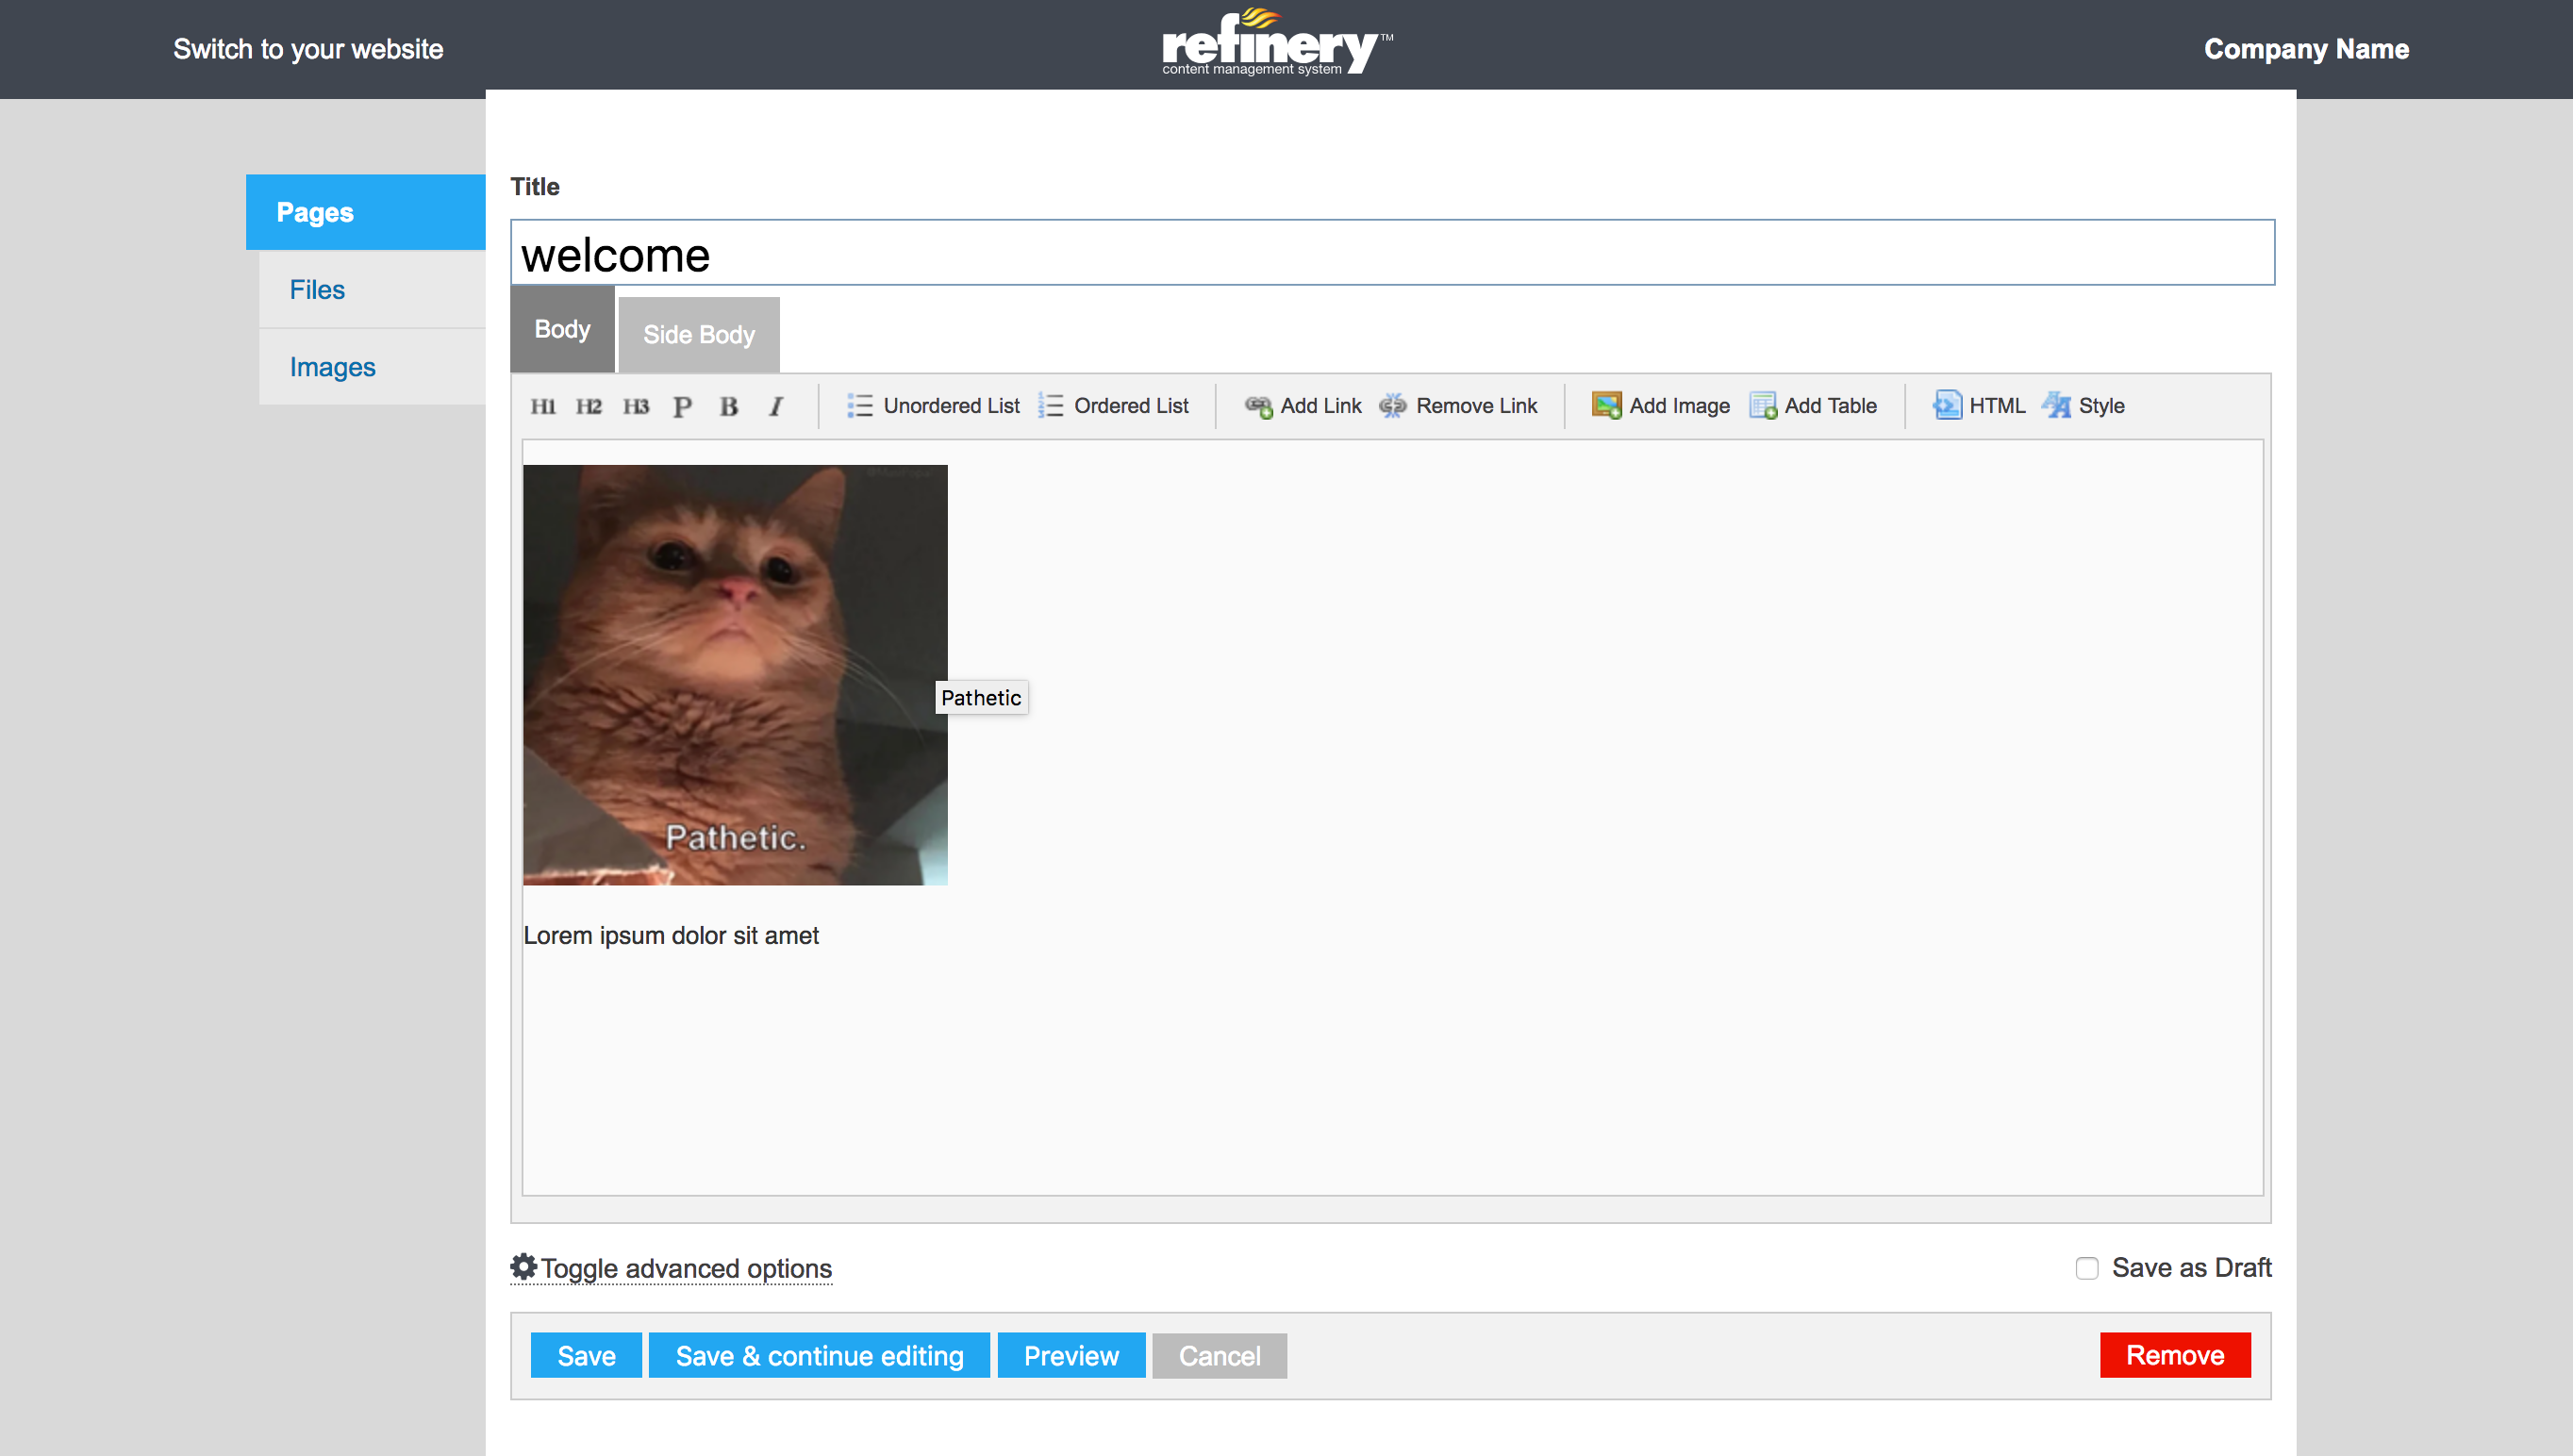 Switch to your website
refinery™
content management system
Company Name
Pages
Files
Images
Title
welcome
Body
Side Body
H1 H2 H3 P B I Unordered List Ordered List Add Link Remove Link Add Image Add Table HTML Style
Pathetic
Pathetic.
Lorem ipsum dolor sit amet
Toggle advanced options
Save as Draft
Save
Save & continue editing
Preview
Cancel
Remove